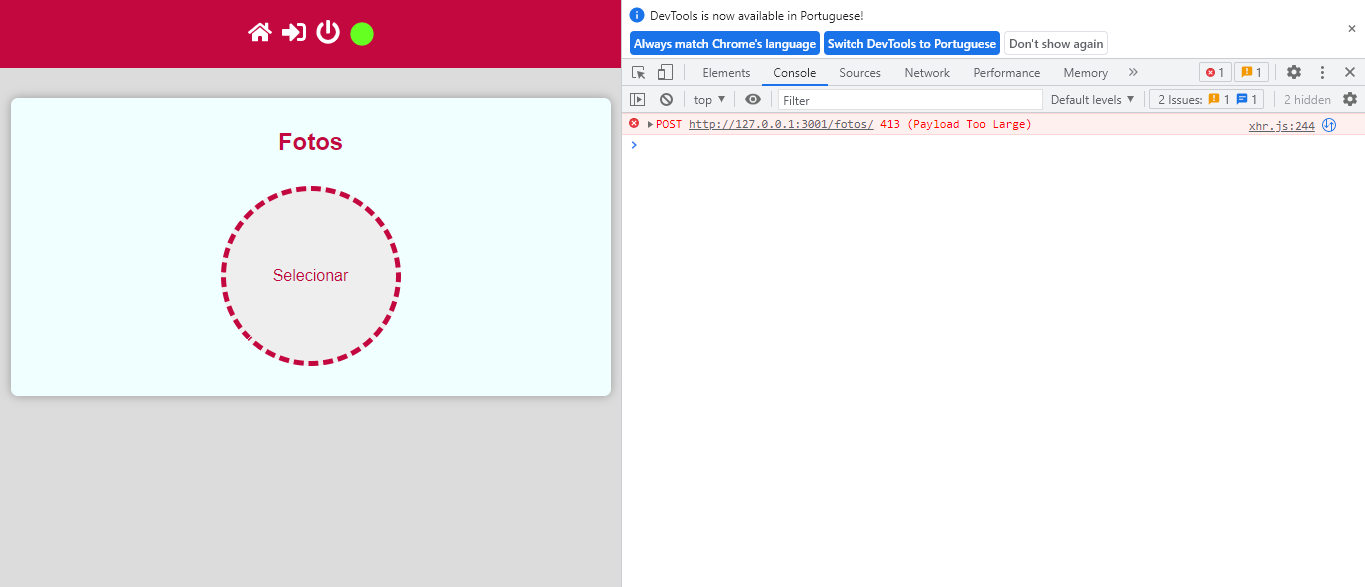 Fotos
Selecionar
DevTools is now available in Portuguese!
Always match Chrome's language Switch DevTools to Portuguese Don't show again
Elements Console Sources Network Performance Memory 1 1
top Filter Default levels 2 Issues: 1 1 2 hidden
POST http://127.0.0.1:3001/fotos/ 413 (Payload Too Large) xhr.js:244